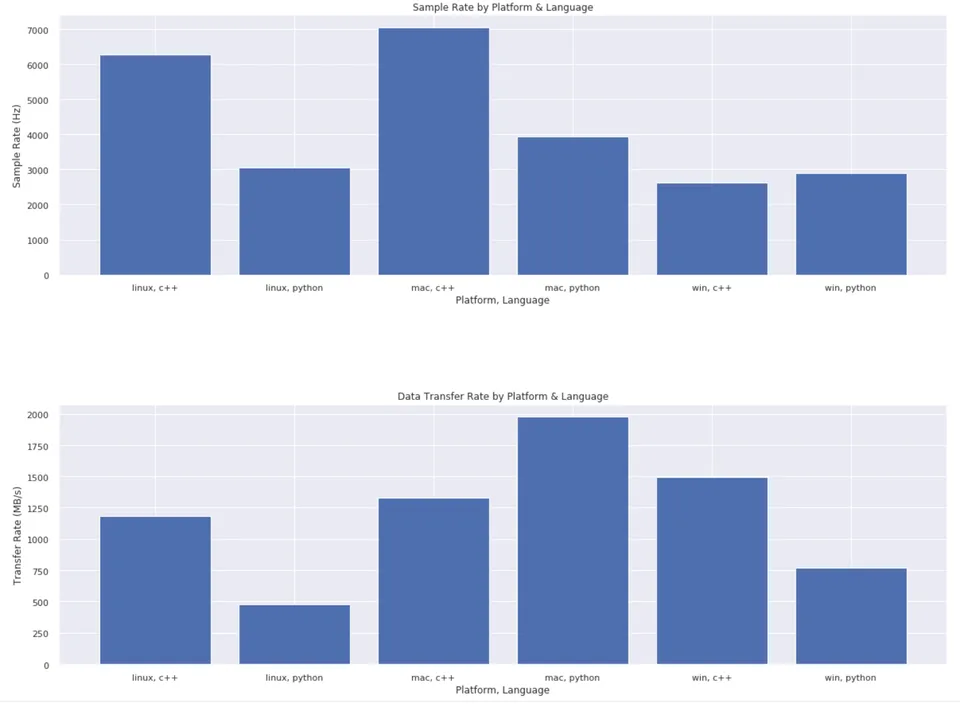 Sample Rate by Platform & Language
7000
6000
5000
4000
3000
2000
1000
0
Sample Rate (Hz)
linux, c++ linux, python mac, c++ mac, python win, c++ win, python
Platform, Language
Data Transfer Rate by Platform & Language
2000
1750
1500
1250
1000
750
500
250
0
Transfer Rate (MB/s)
linux, c++ linux, python mac, c++ mac, python win, c++ win, python
Platform, Language